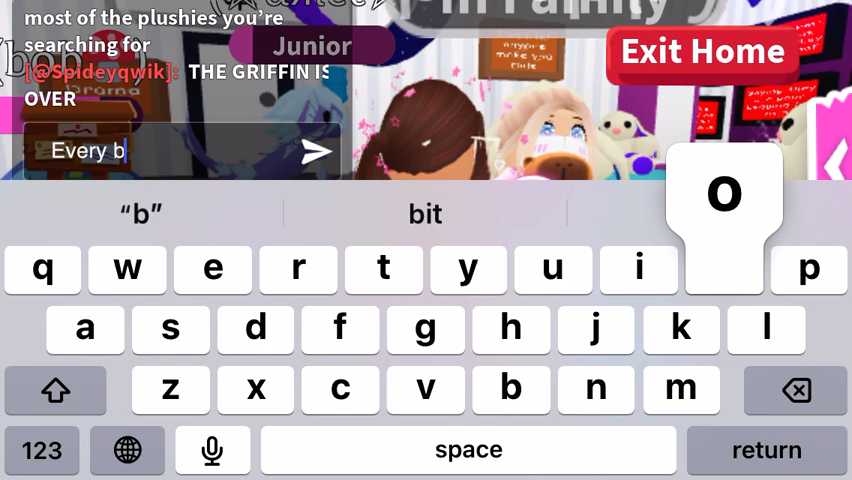 most of the plushies you're
searching for
Junior
Exit Home
[@Spideyqwik]: THE GRIFFIN IS
OVER
Every b
"b"
bit
o
q w e r t y u i p
a s d f g h j k l
z x c v b n m
123
space
return